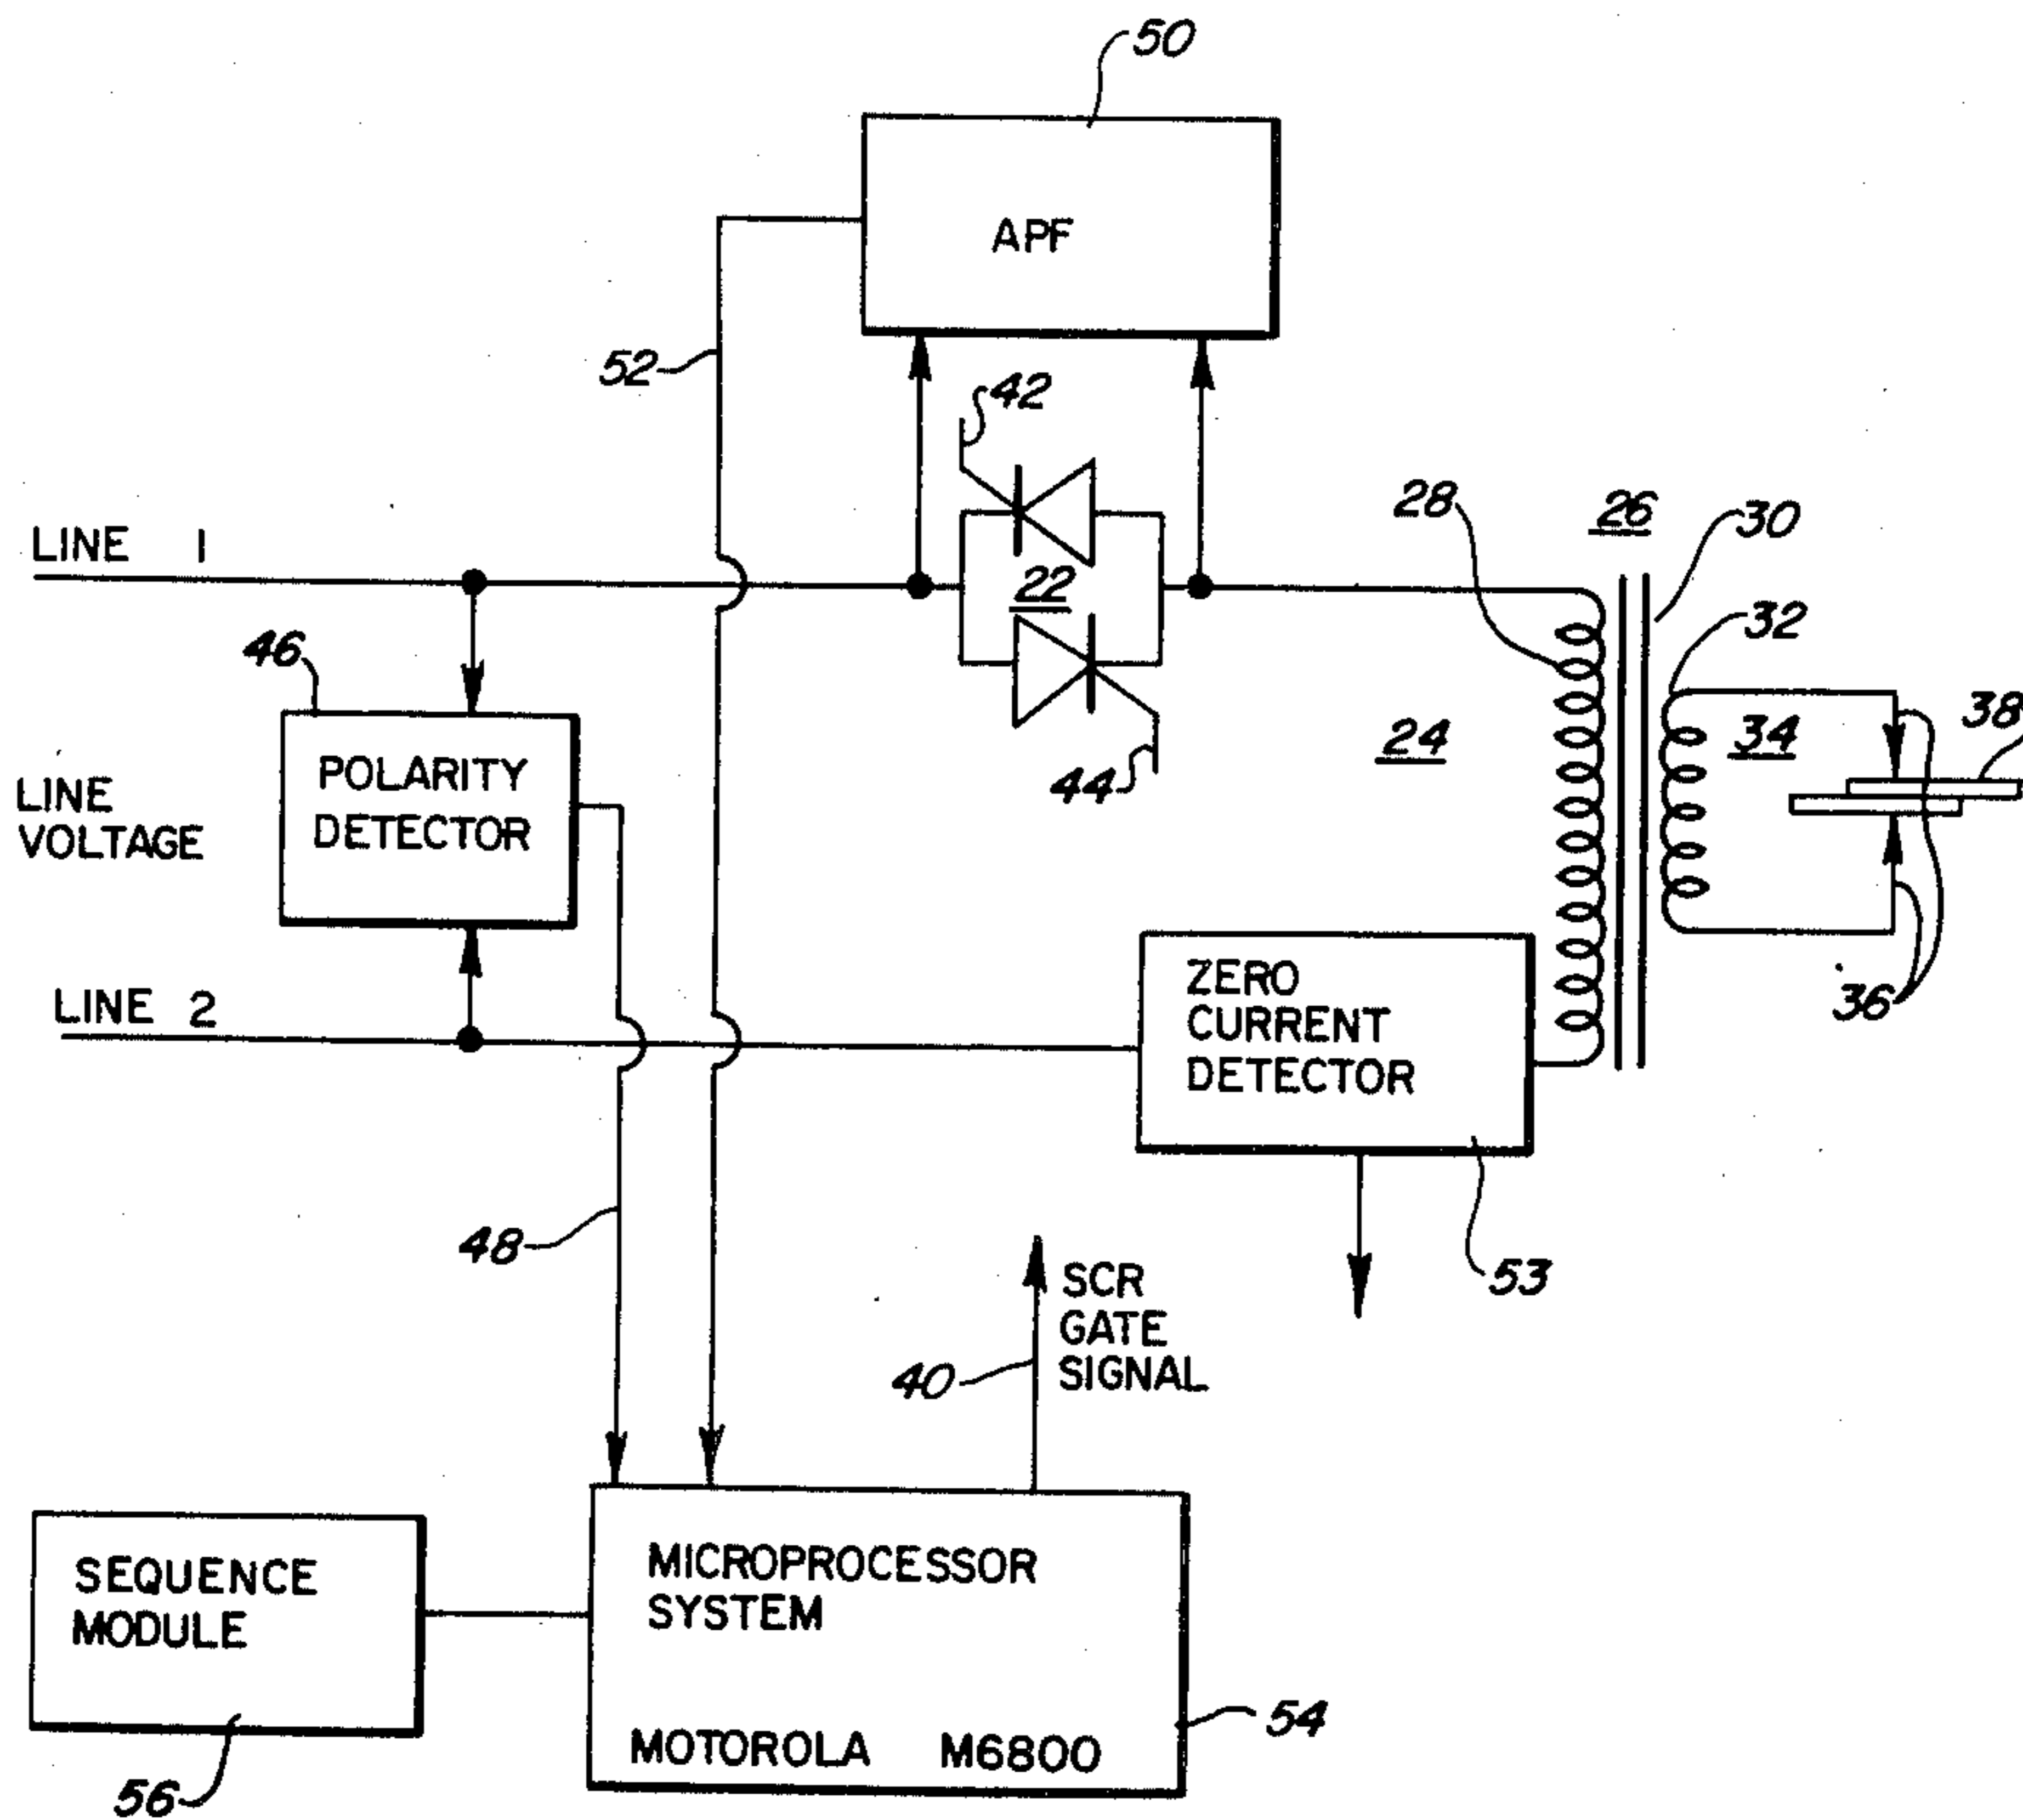 50
APF
52
42
28
26
30
LINE 1
22
32
46
38
34
24
POLARITY
DETECTOR
44
LINE
VOLTAGE
ZERO
CURRENT
DETECTOR
36
LINE 2
48
53
SCR
GATE
SIGNAL
40
SEQUENCE
MODULE
MICROPROCESSOR
SYSTEM
54
MOTOROLA M6800
56